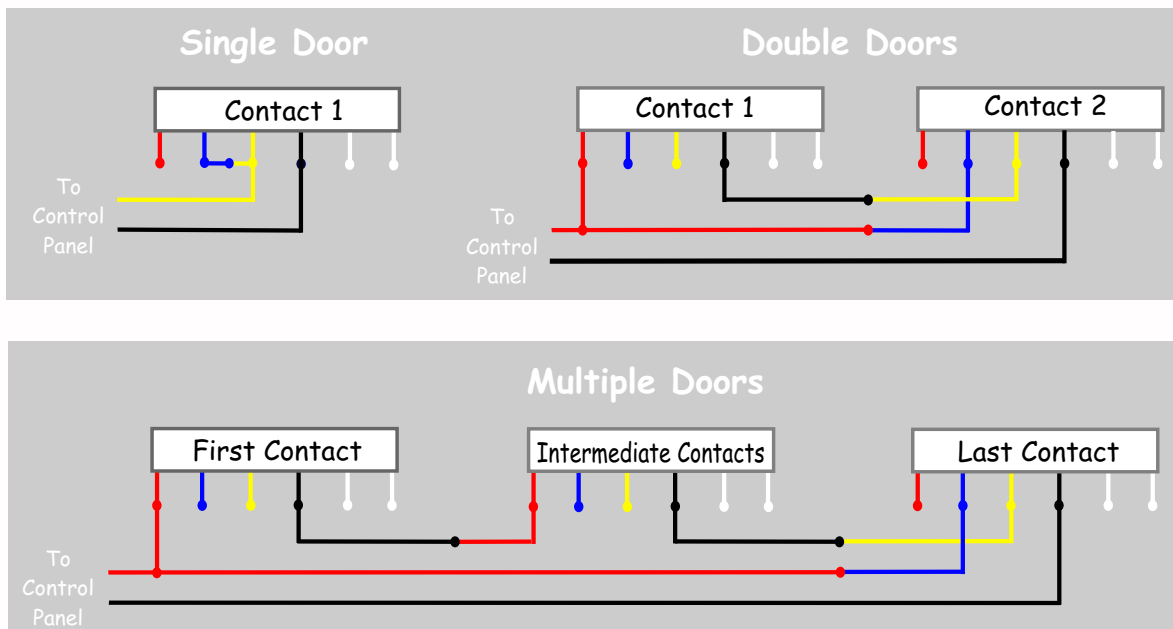 Single Door
Contact 1
To
Control
Panel
Double Doors
Contact 1
Contact 2
To
Control
Panel
Multiple Doors
First Contact
Intermediate Contacts
Last Contact
To
Control
Panel